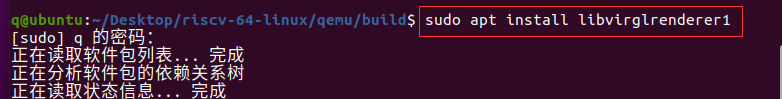 q@ubuntu:~/Desktop/riscv-64-linux/qemu/build$ sudo apt install libvirglrenderer1
[sudo] q 的密码：
正在读取软件包列表... 完成
正在分析软件包的依赖关系树
正在读取状态信息... 完成